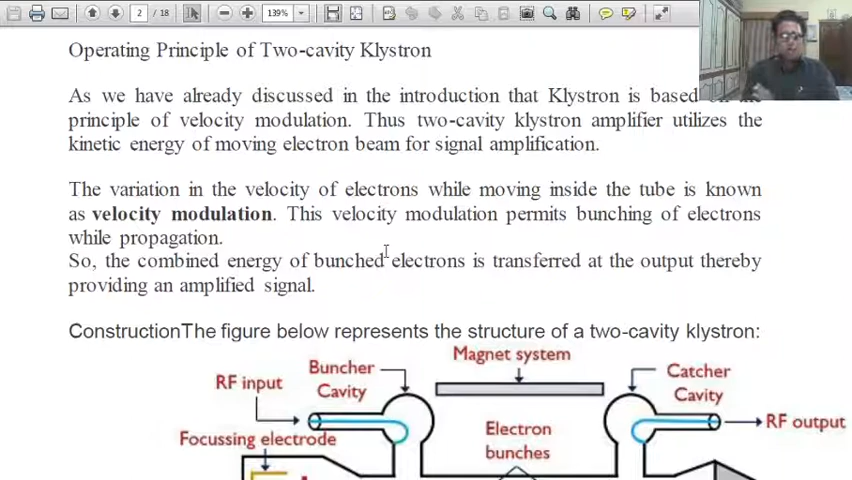 2 / 18
139%
Operating Principle of Two-cavity Klystron
As we have already discussed in the introduction that Klystron is based on the
principle of velocity modulation. Thus two-cavity klystron amplifier utilizes the
kinetic energy of moving electron beam for signal amplification.
The variation in the velocity of electrons while moving inside the tube is known
as velocity modulation. This velocity modulation permits bunching of electrons
while propagation.
So, the combined energy of bunched electrons is transferred at the output thereby
providing an amplified signal.
ConstructionThe figure below represents the structure of a two-cavity klystron:
Magnet system
Buncher
Cavity
Catcher
Cavity
RF input
RF output
Focussing electrode
Electron
bunches